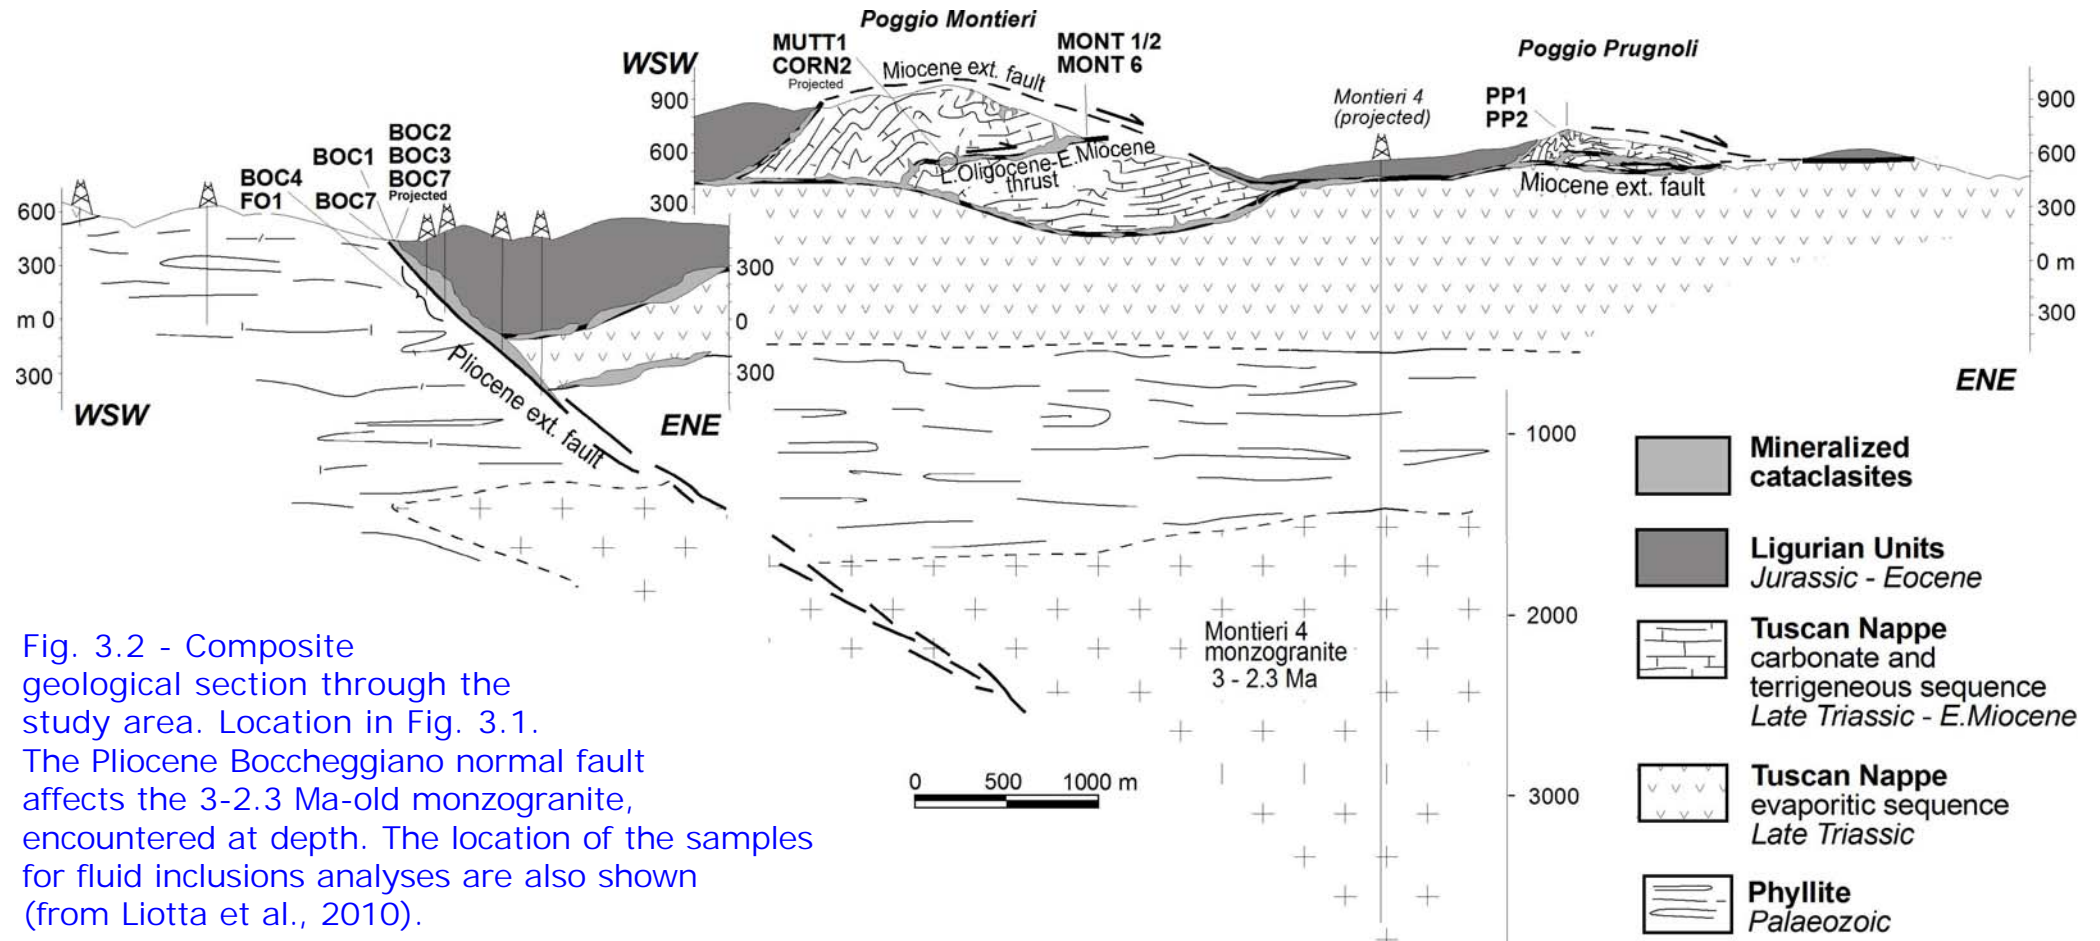 Poggio Montieri
Poggio Prugnoli
WSW
MUTT1
CORN2
Projected
Miocene ext. fault
MONT 1/2
MONT 6
Montieri 4
(projected)
PP1
PP2
900
600
300
900
600
300
0 m
300
BOC2
BOC3
BOC7
Projected
BOC1
BOC4
FO1
BOC7
L.Oligocene-E.Miocene
thrust
Miocene ext. fault
600
300
m 0
300
300
0
300
WSW
Pliocene ext. fault
ENE
ENE
1000
2000
3000
Montieri 4
monzogranite
3 - 2.3 Ma
0 500 1000 m
Mineralized
cataclasites
Ligurian Units
Jurassic - Eocene
Tuscan Nappe
carbonate and
terrigeneous sequence
Late Triassic - E.Miocene
Tuscan Nappe
evaporitic sequence
Late Triassic
Phyllite
Palaeozoic
Fig. 3.2 - Composite
geological section through the
study area. Location in Fig. 3.1.
The Pliocene Boccheggiano normal fault
affects the 3-2.3 Ma-old monzogranite,
encountered at depth. The location of the samples
for fluid inclusions analyses are also shown
(from Liotta et al., 2010).